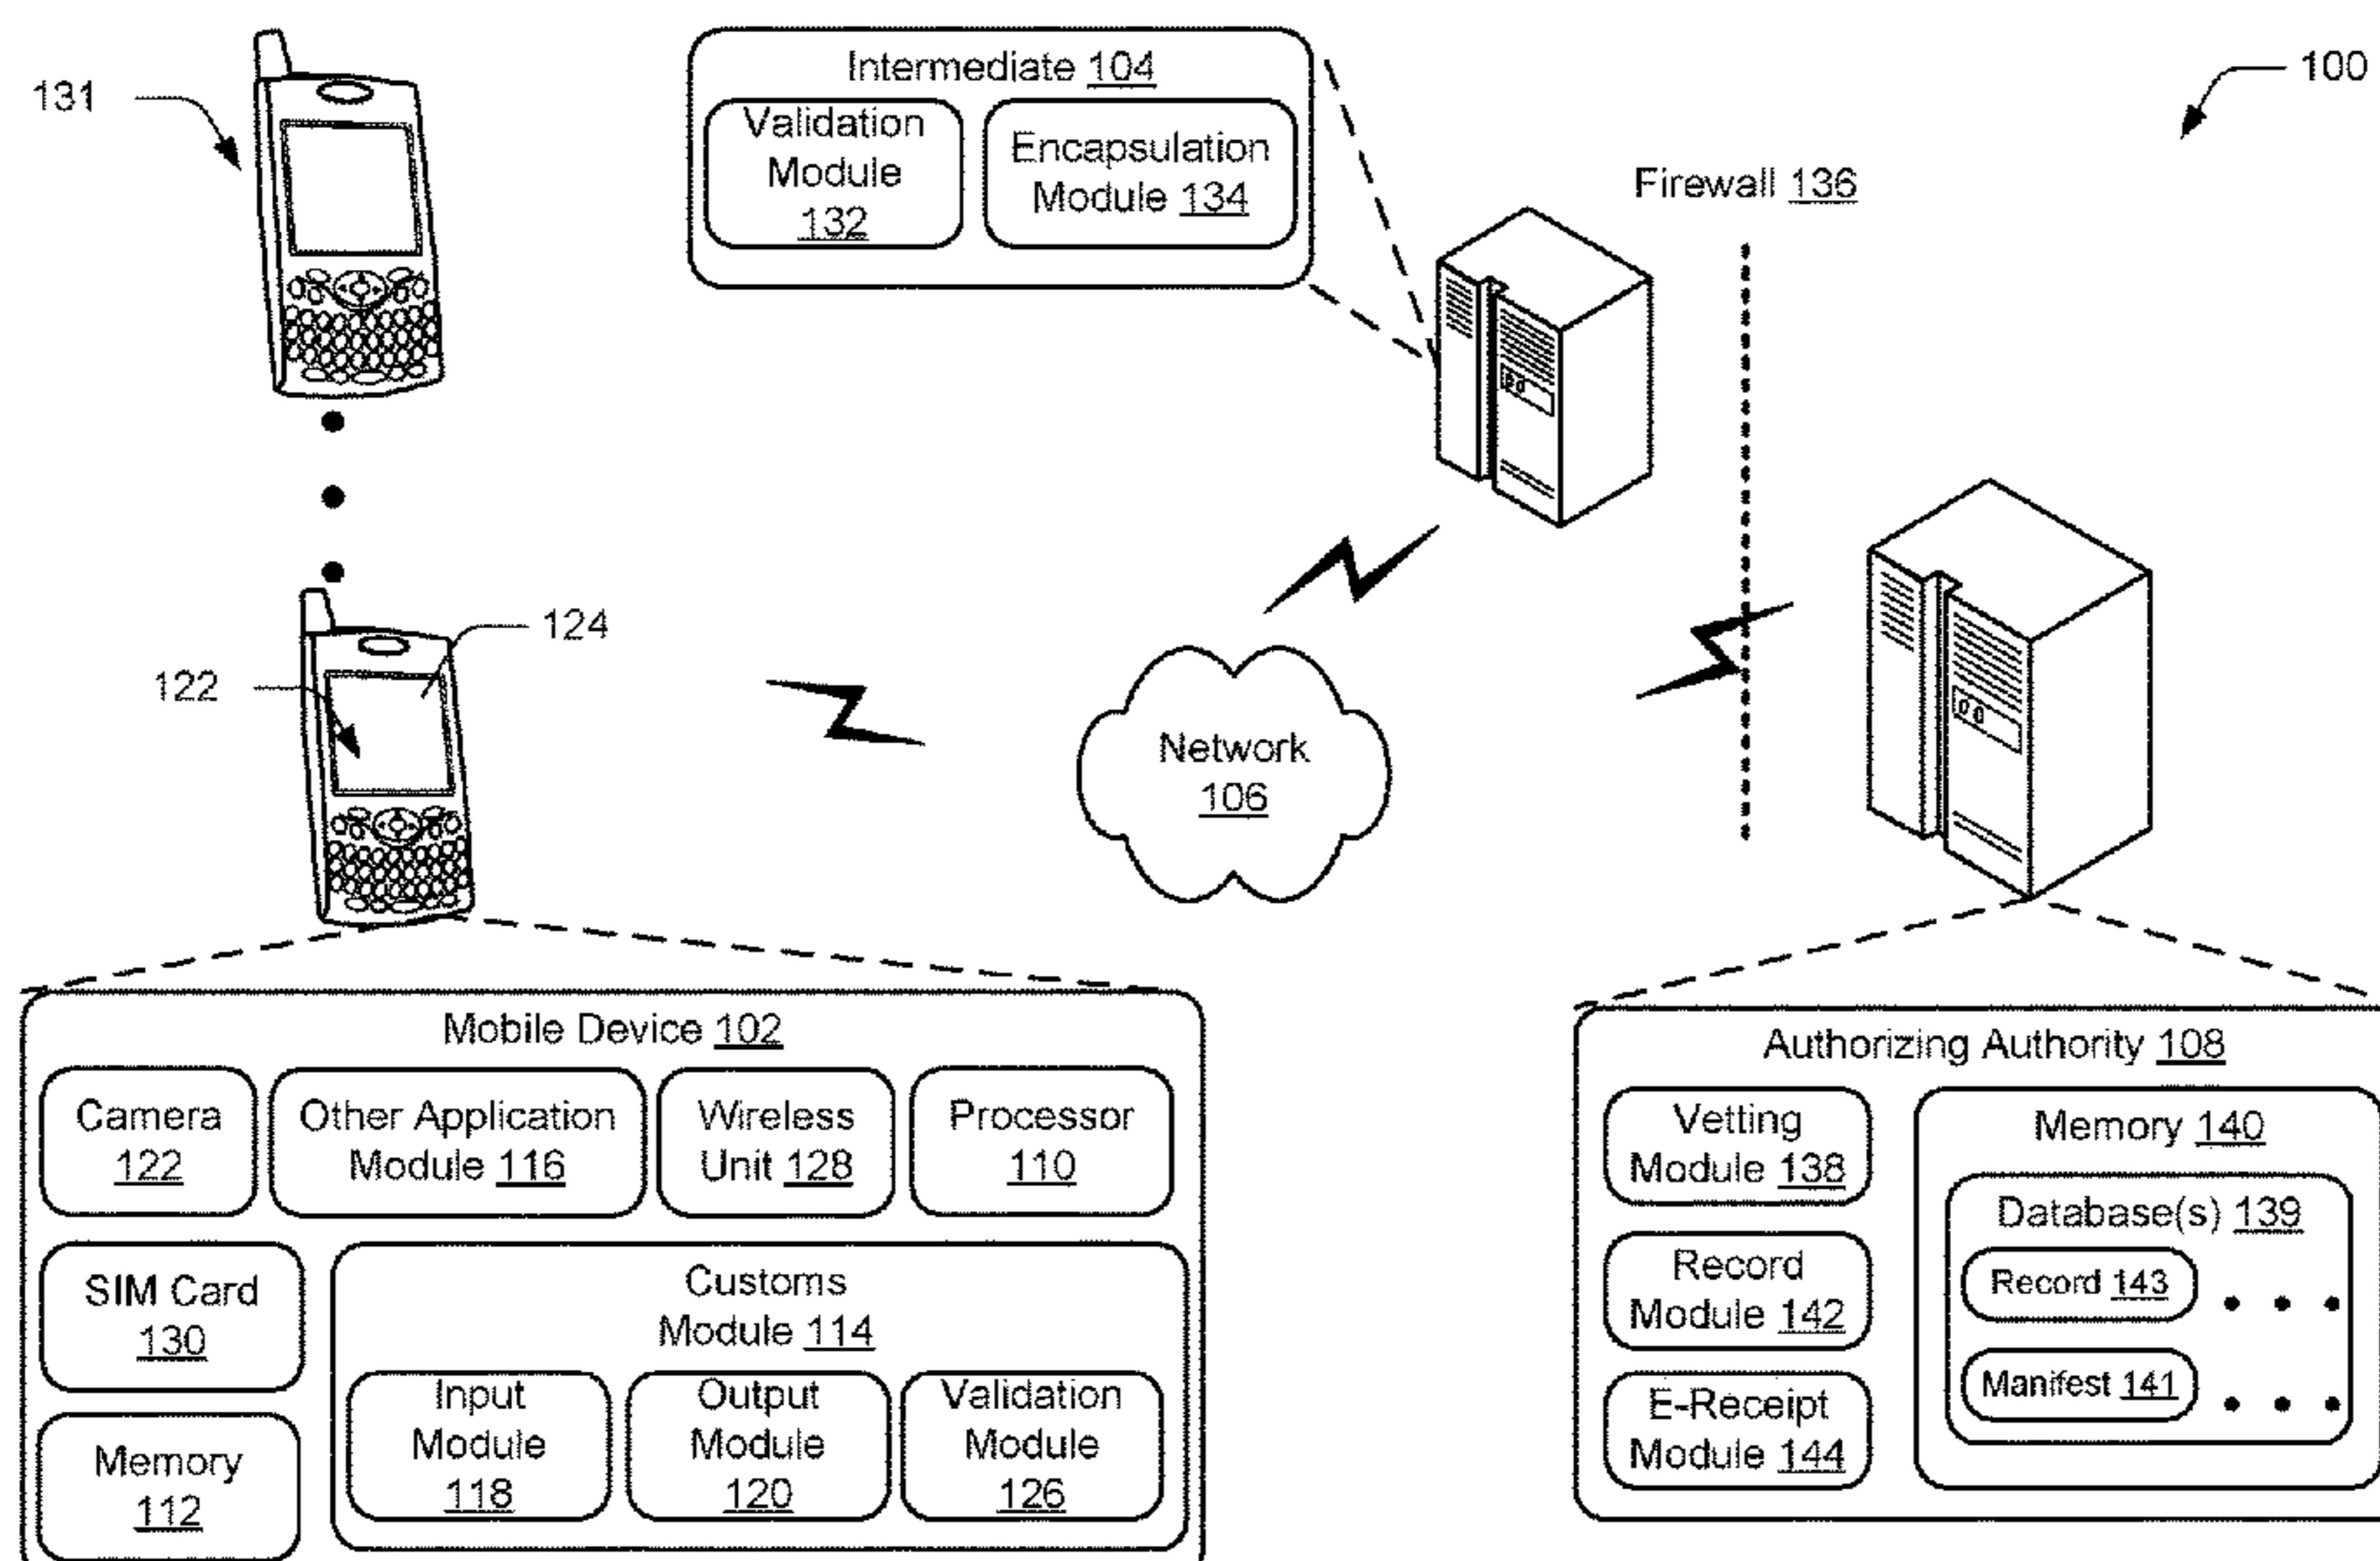 131
Intermediate 104
Validation
Module
132
Encapsulation
Module 134
100
Firewall 136
124
122
Network
106
Mobile Device 102
Camera
122
Other Application
Module 116
Wireless
Unit 128
Processor
110
SIM Card
130
Memory
112
Customs
Module 114
Input
Module
118
Output
Module
120
Validation
Module
126
Authorizing Authority 108
Vetting
Module 138
Record
Module 142
E-Receipt
Module 144
Memory 140
Database(s) 139
Record 143
Manifest 141